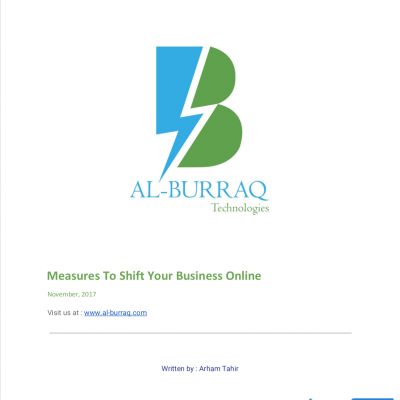 AL-BURRAQ
Technologies
Measures To Shift Your Business Online
November, 2017
Visit us at : www.al-burraq.com
Written by : Arham Tahir